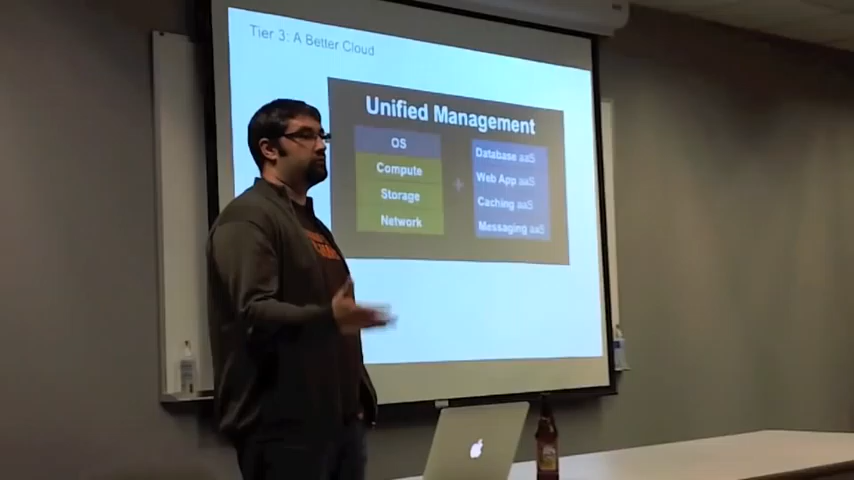 Tier 3: A Better Cloud
Unified Management
OS
Compute
Storage
Network
+
Database aaS
Web App aaS
Caching aaS
Messaging aaS